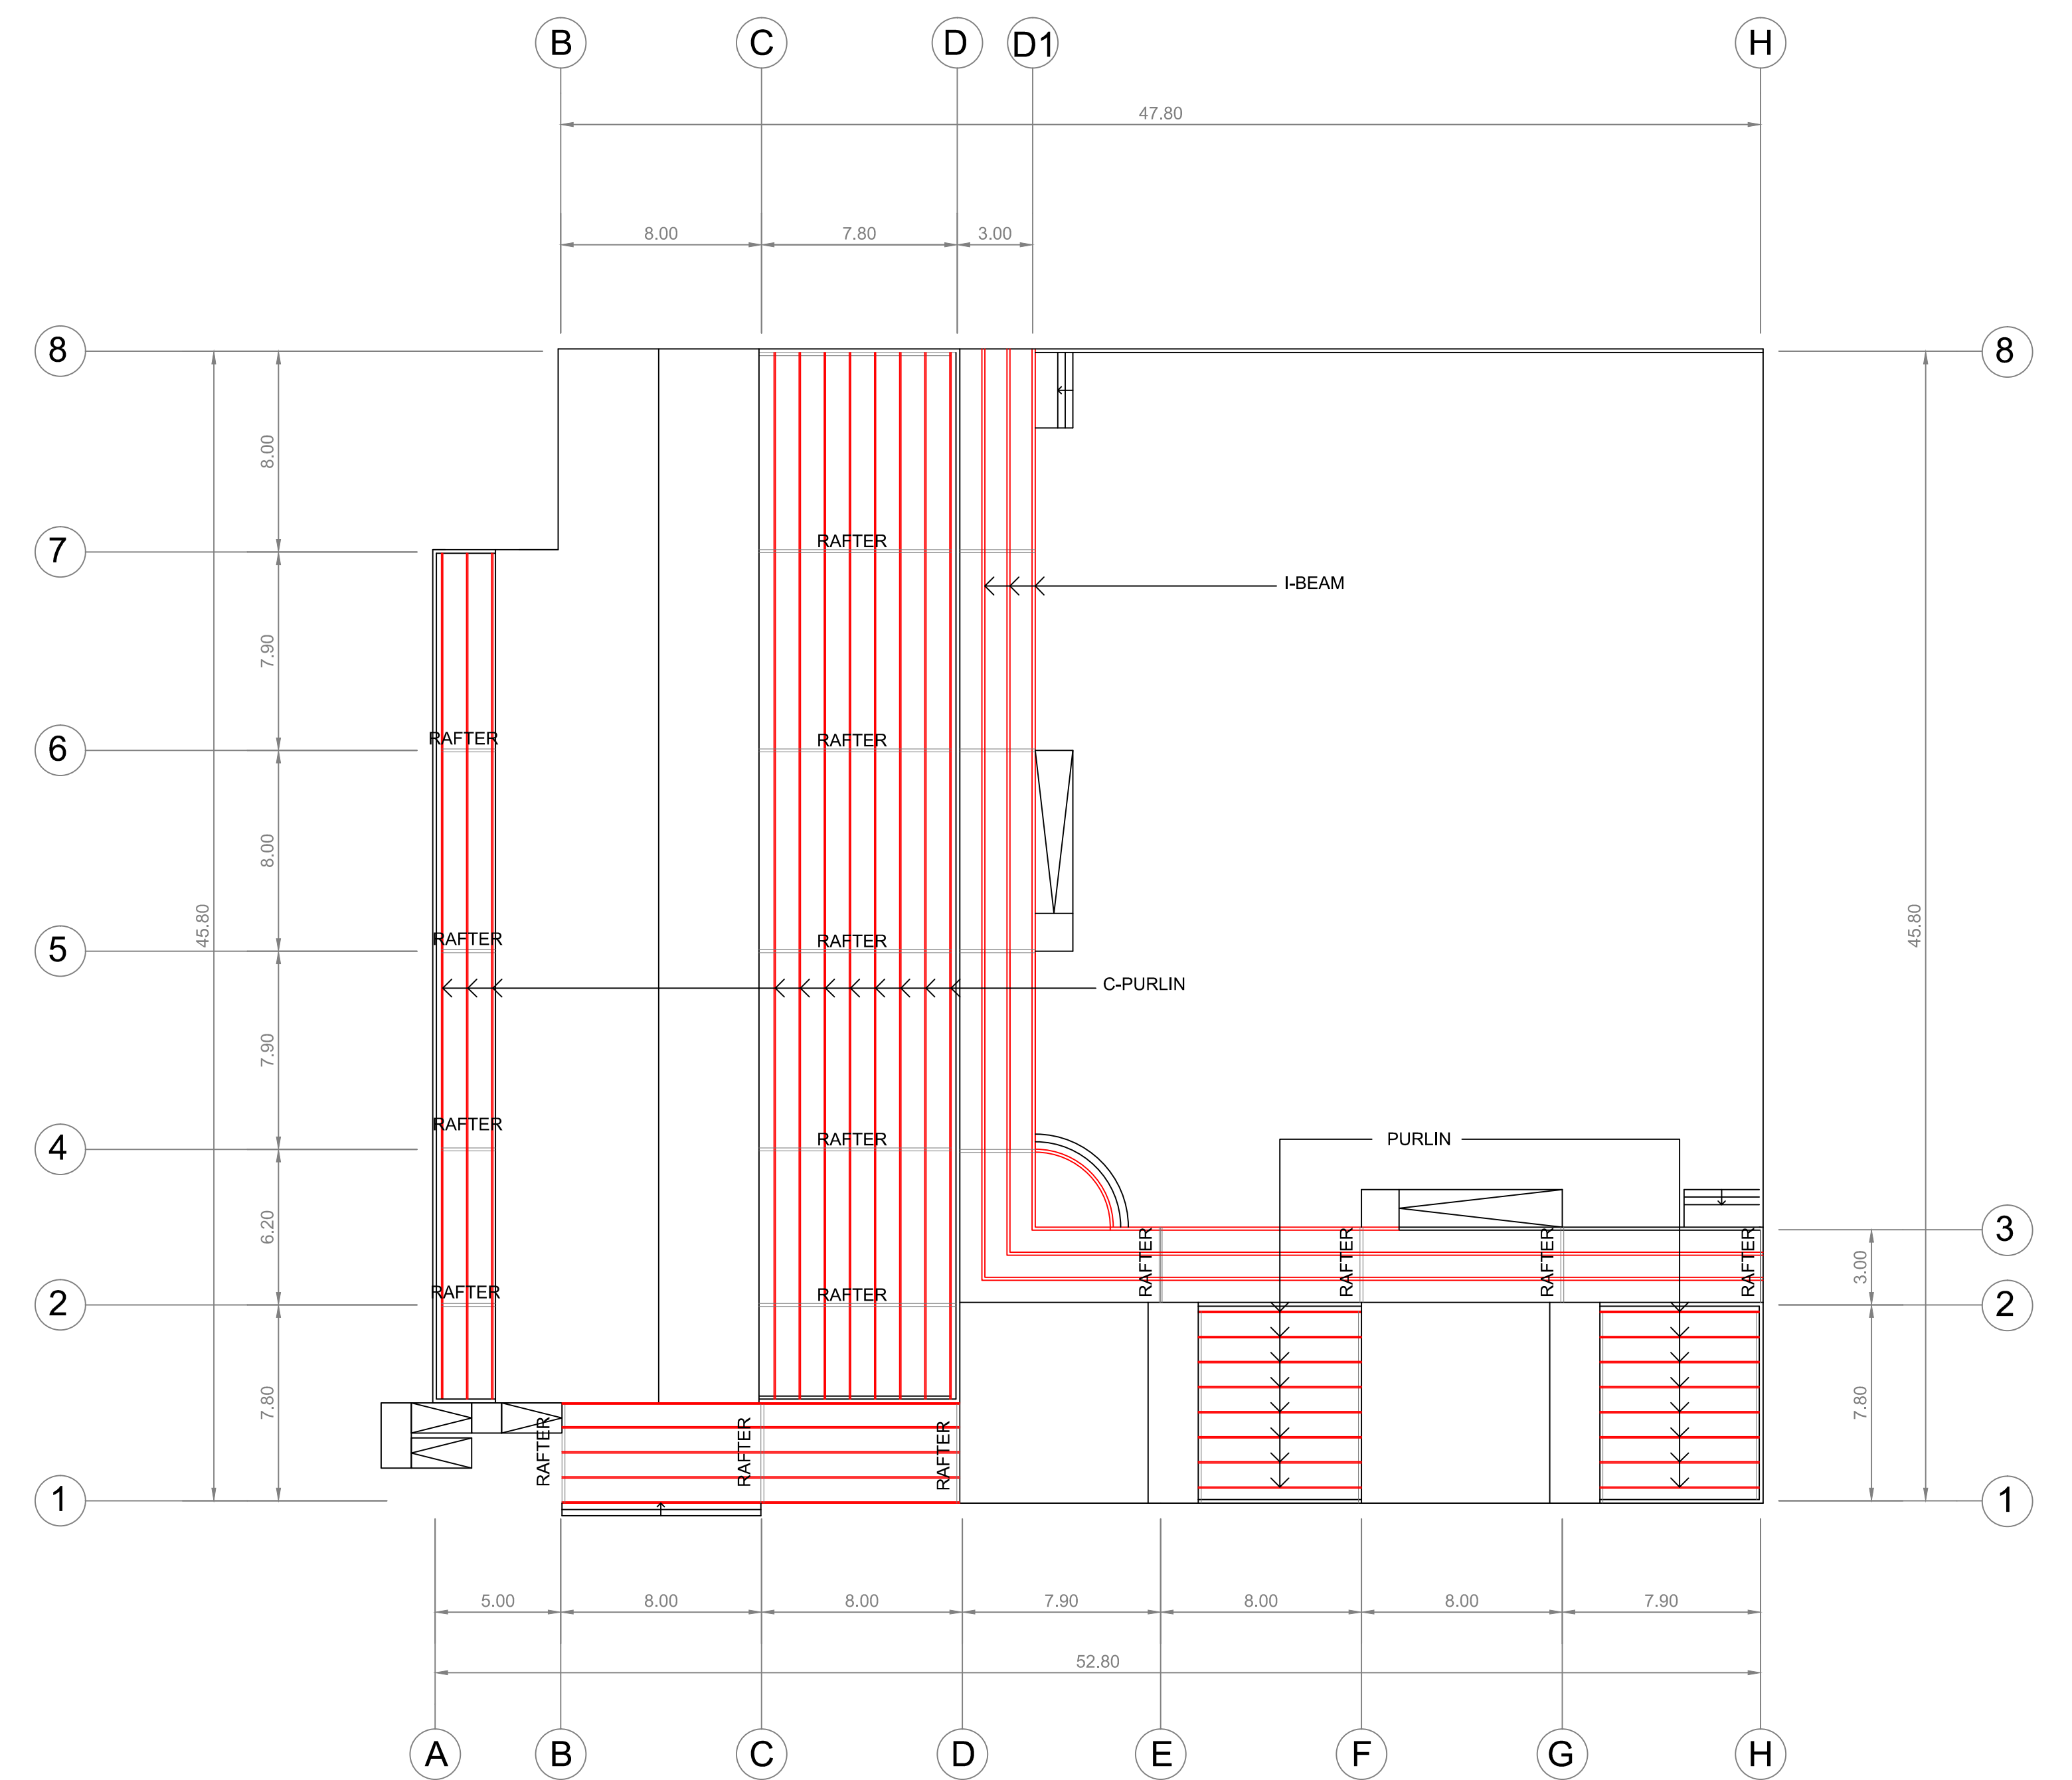 B C D D1 H
47.80
8.00 7.80 3.00
8 8
8.00
RAFTER
7
I-BEAM
7.90
RAFTER RAFTER
6
8.00
45.80 45.80
RAFTER RAFTER
5
C-PURLIN
7.90
RAFTER RAFTER
PURLIN
4
6.20
RAFTER RAFTER RAFTER RAFTER
3
3.00
RAFTER RAFTER
2 2
7.80 7.80
RAFTER RAFTER RAFTER
1 1
5.00 8.00 8.00 7.90 8.00 8.00 7.90
52.80
A B C D E F G H